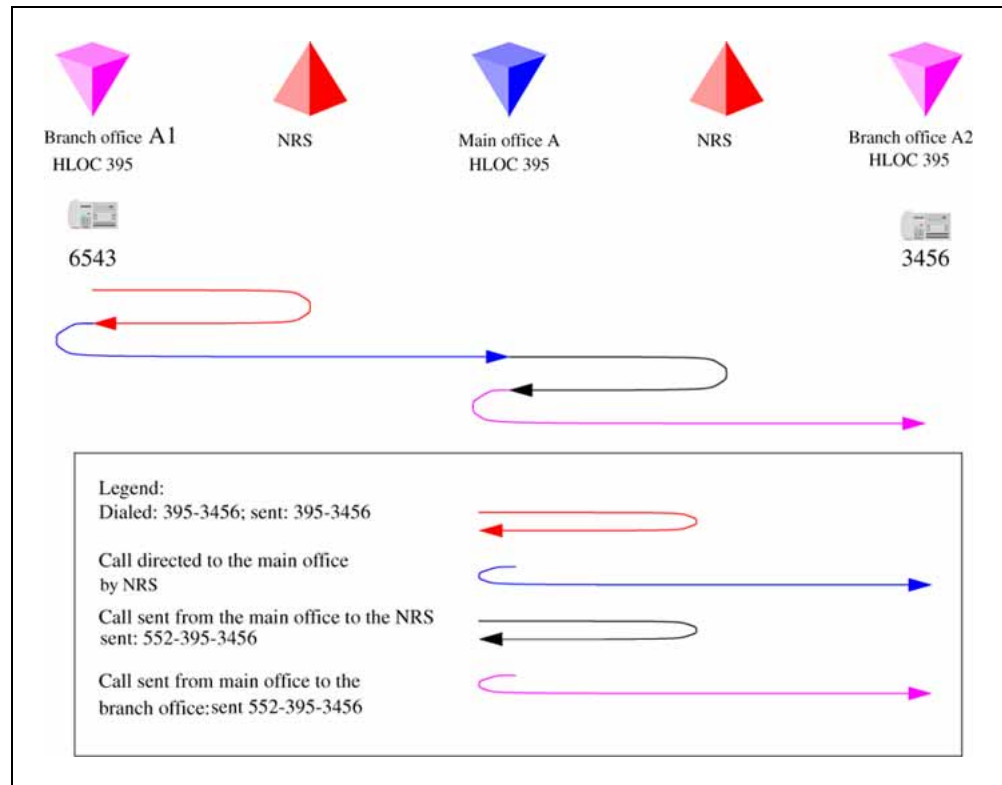 Branch office A1
HLOC 395
NRS
Main office A
HLOC 395
NRS
Branch office A2
HLOC 395
6543
3456
Legend:
Dialed: 395-3456; sent: 395-3456
Call directed to the main office
by NRS
Call sent from the main office to the NRS
sent: 552-395-3456
Call sent from main office to the
branch office:sent 552-395-3456